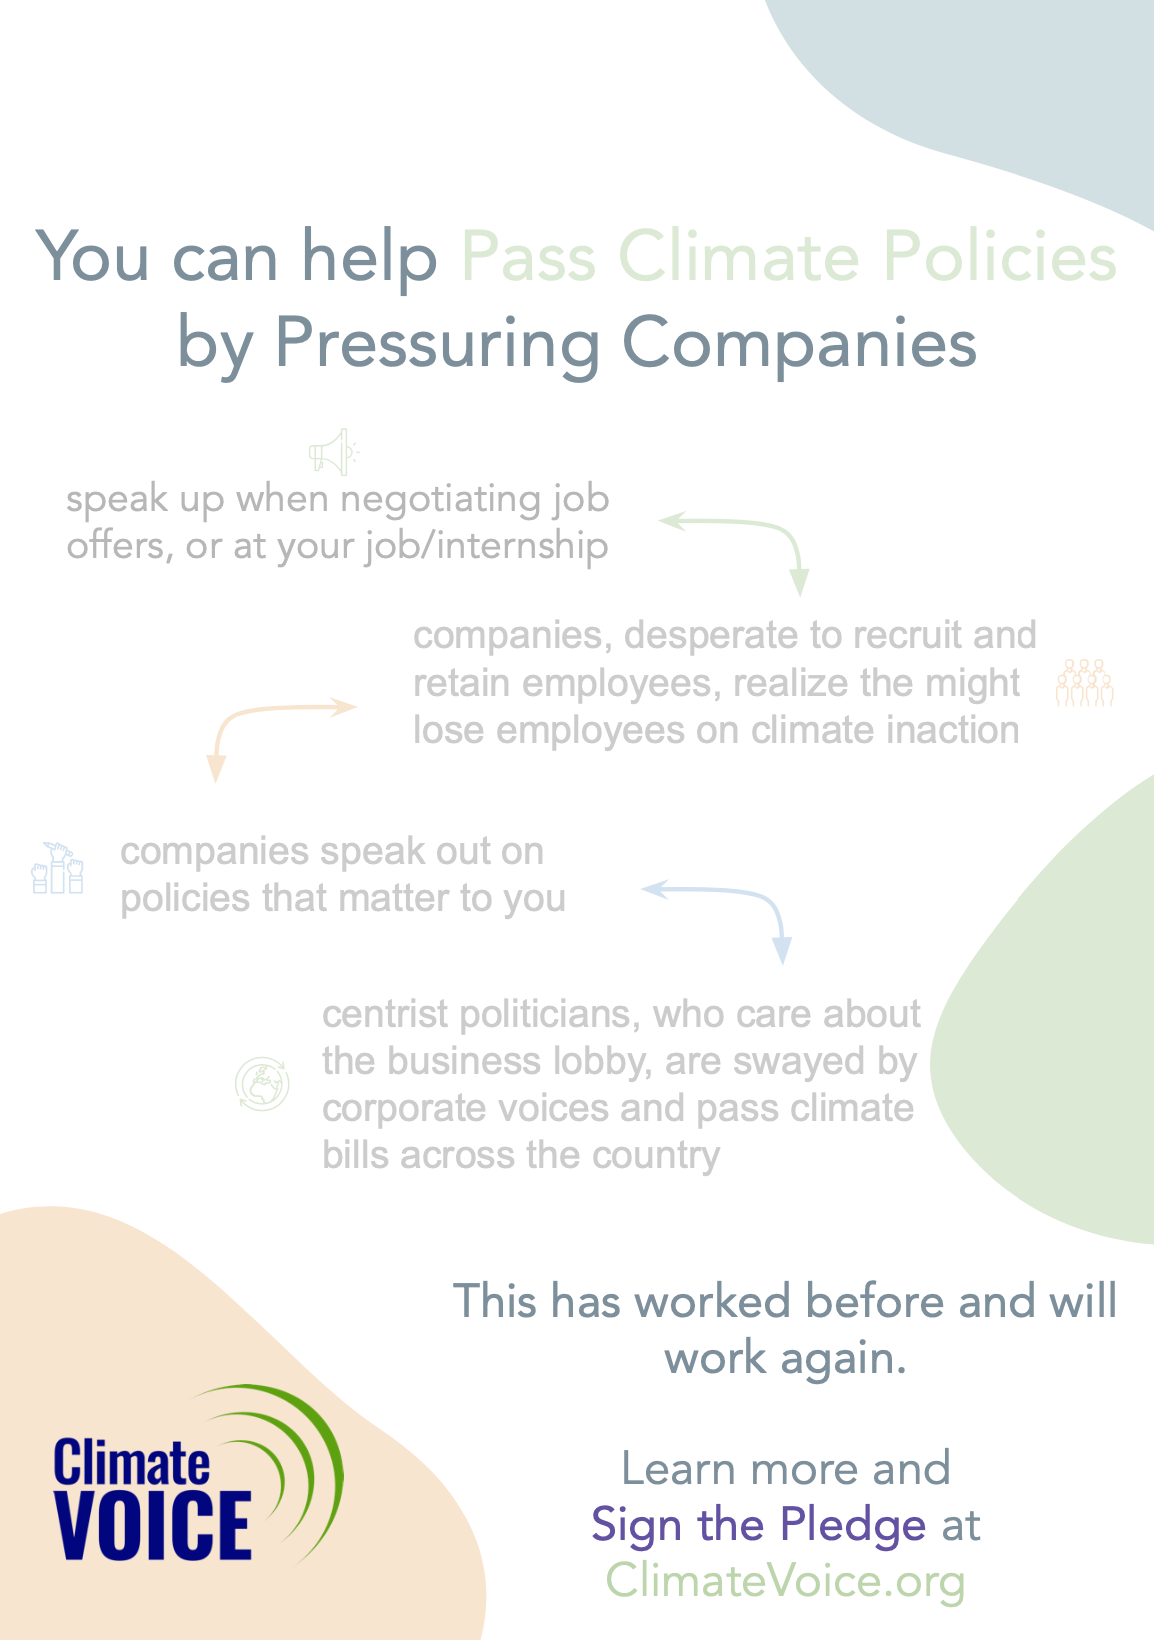 You can help Pass Climate Policies
by Pressuring Companies
speak up when negotiating job
offers, or at your job/internship
companies, desperate to recruit and
retain employees, realize the might
lose employees on climate inaction
companies speak out on
policies that matter to you
centrist politicians, who care about
the business lobby, are swayed by
corporate voices and pass climate
bills across the country
This has worked before and will
work again.
Learn more and
Sign the Pledge at
ClimateVoice.org
Climate
VOICE